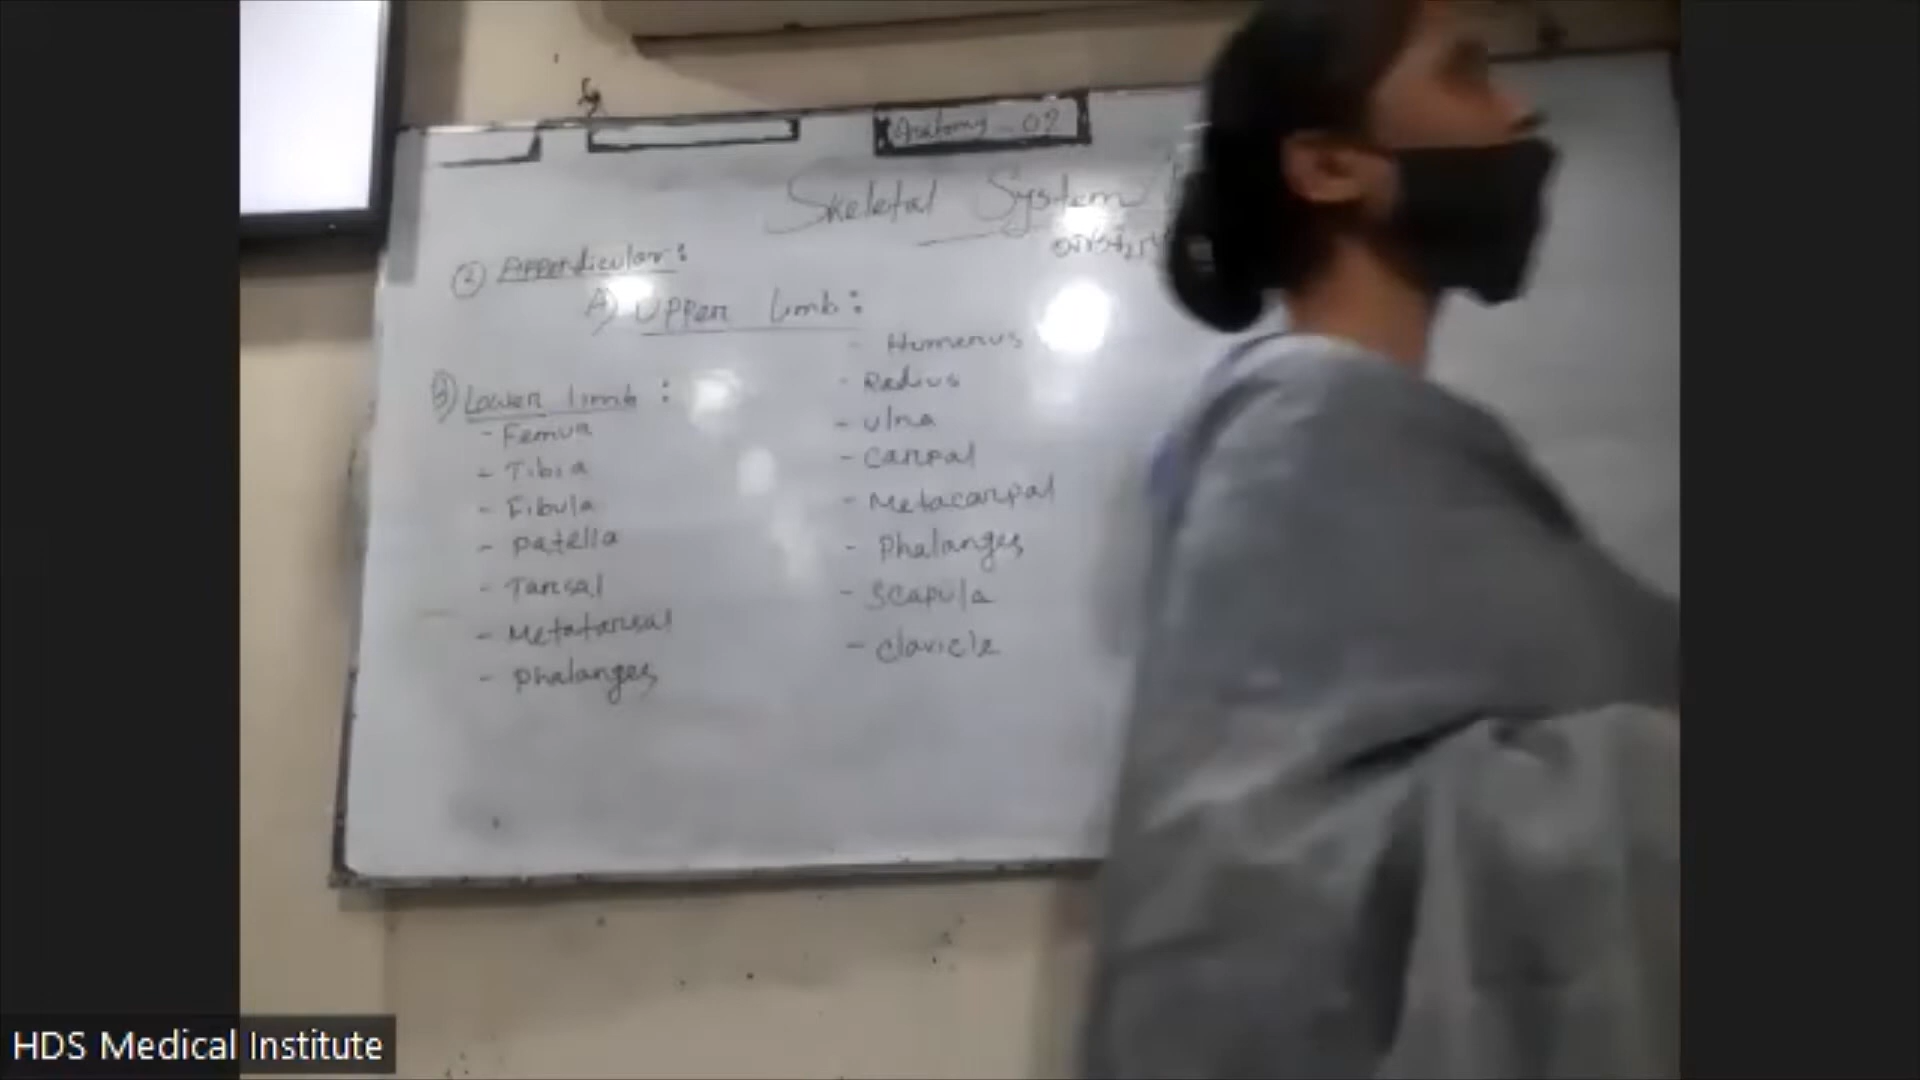 Anatomy - 02
Skeletal System
② Appendicular:
A) Upper limb:
- Humerus
- Radius
- ulna
- carpal
- Metacarpal
- Phalanges
- Scapula
- clavicle
B) Lower limb:
- Femur
- Tibia
- Fibula
- patella
- Tarsal
- Metatarsal
- phalanges
HDS Medical Institute